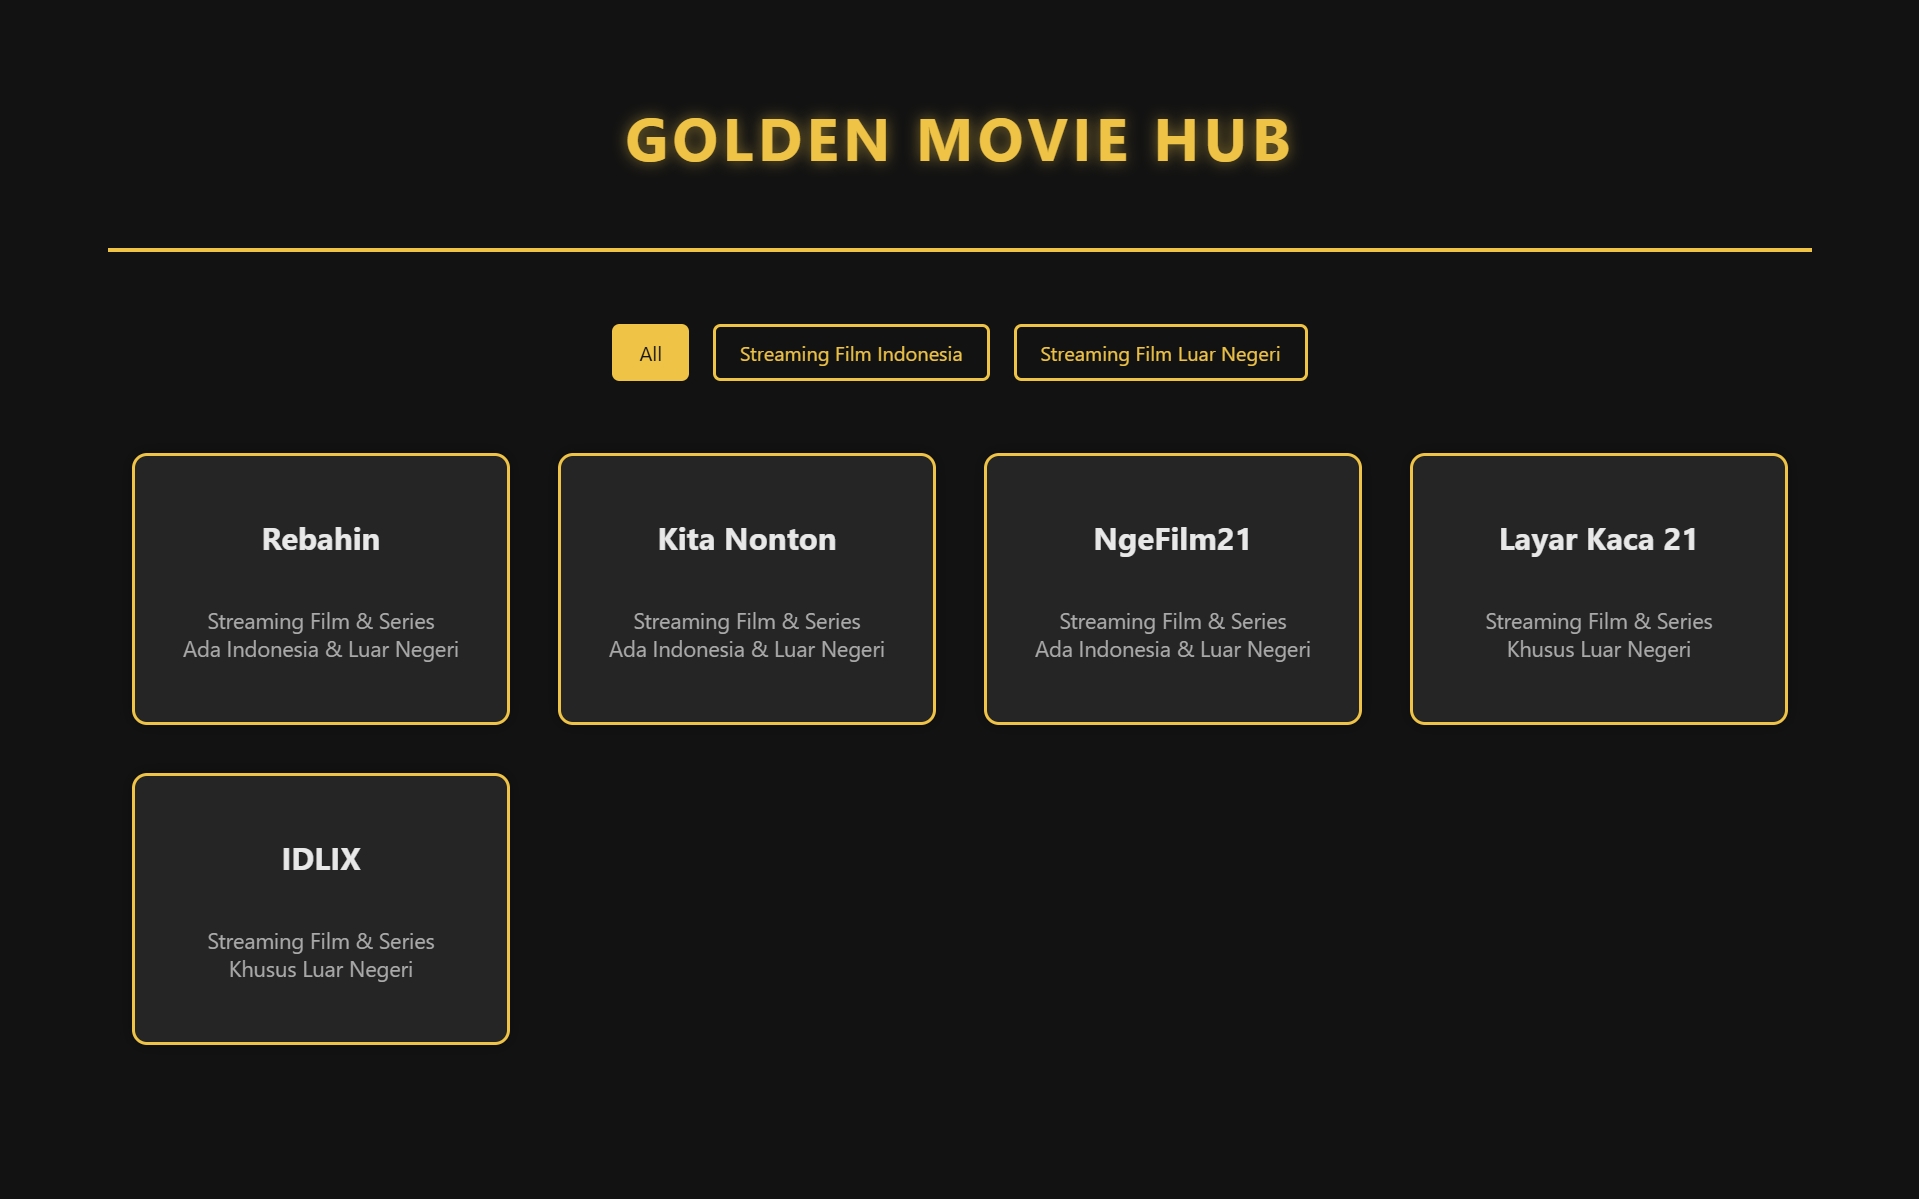 GOLDEN MOVIE HUB
All
Streaming Film Indonesia
Streaming Film Luar Negeri
Rebahin
Streaming Film & Series
Ada Indonesia & Luar Negeri
Kita Nonton
Streaming Film & Series
Ada Indonesia & Luar Negeri
NgeFilm21
Streaming Film & Series
Ada Indonesia & Luar Negeri
Layar Kaca 21
Streaming Film & Series
Khusus Luar Negeri
IDLIX
Streaming Film & Series
Khusus Luar Negeri